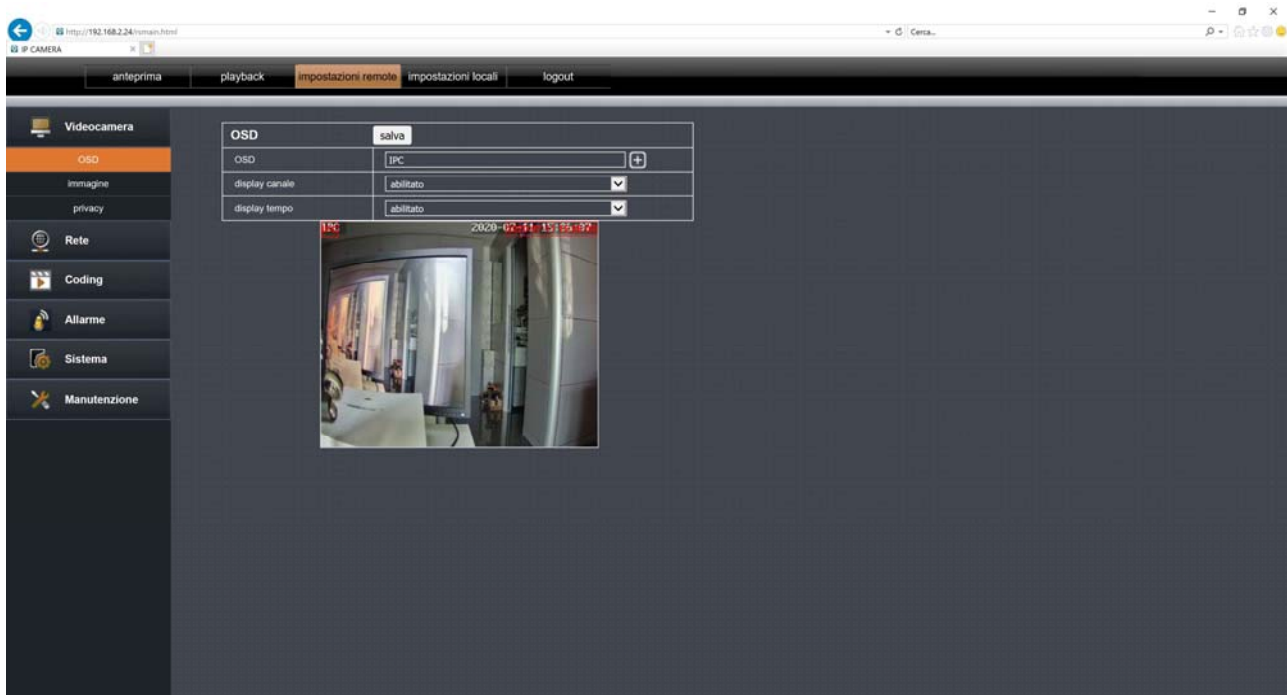 http://192.168.2.24/romain.html
Cerca...
IP CAMERA
anteprima playback impostazioni remote impostazioni locali logout
Videocamera
OSD
immagine
privacy
Rete
Coding
Allarme
Sistema
Manutenzione
OSD salva
OSD IPC
display canale abilitato
display tempo abilitato
IPC